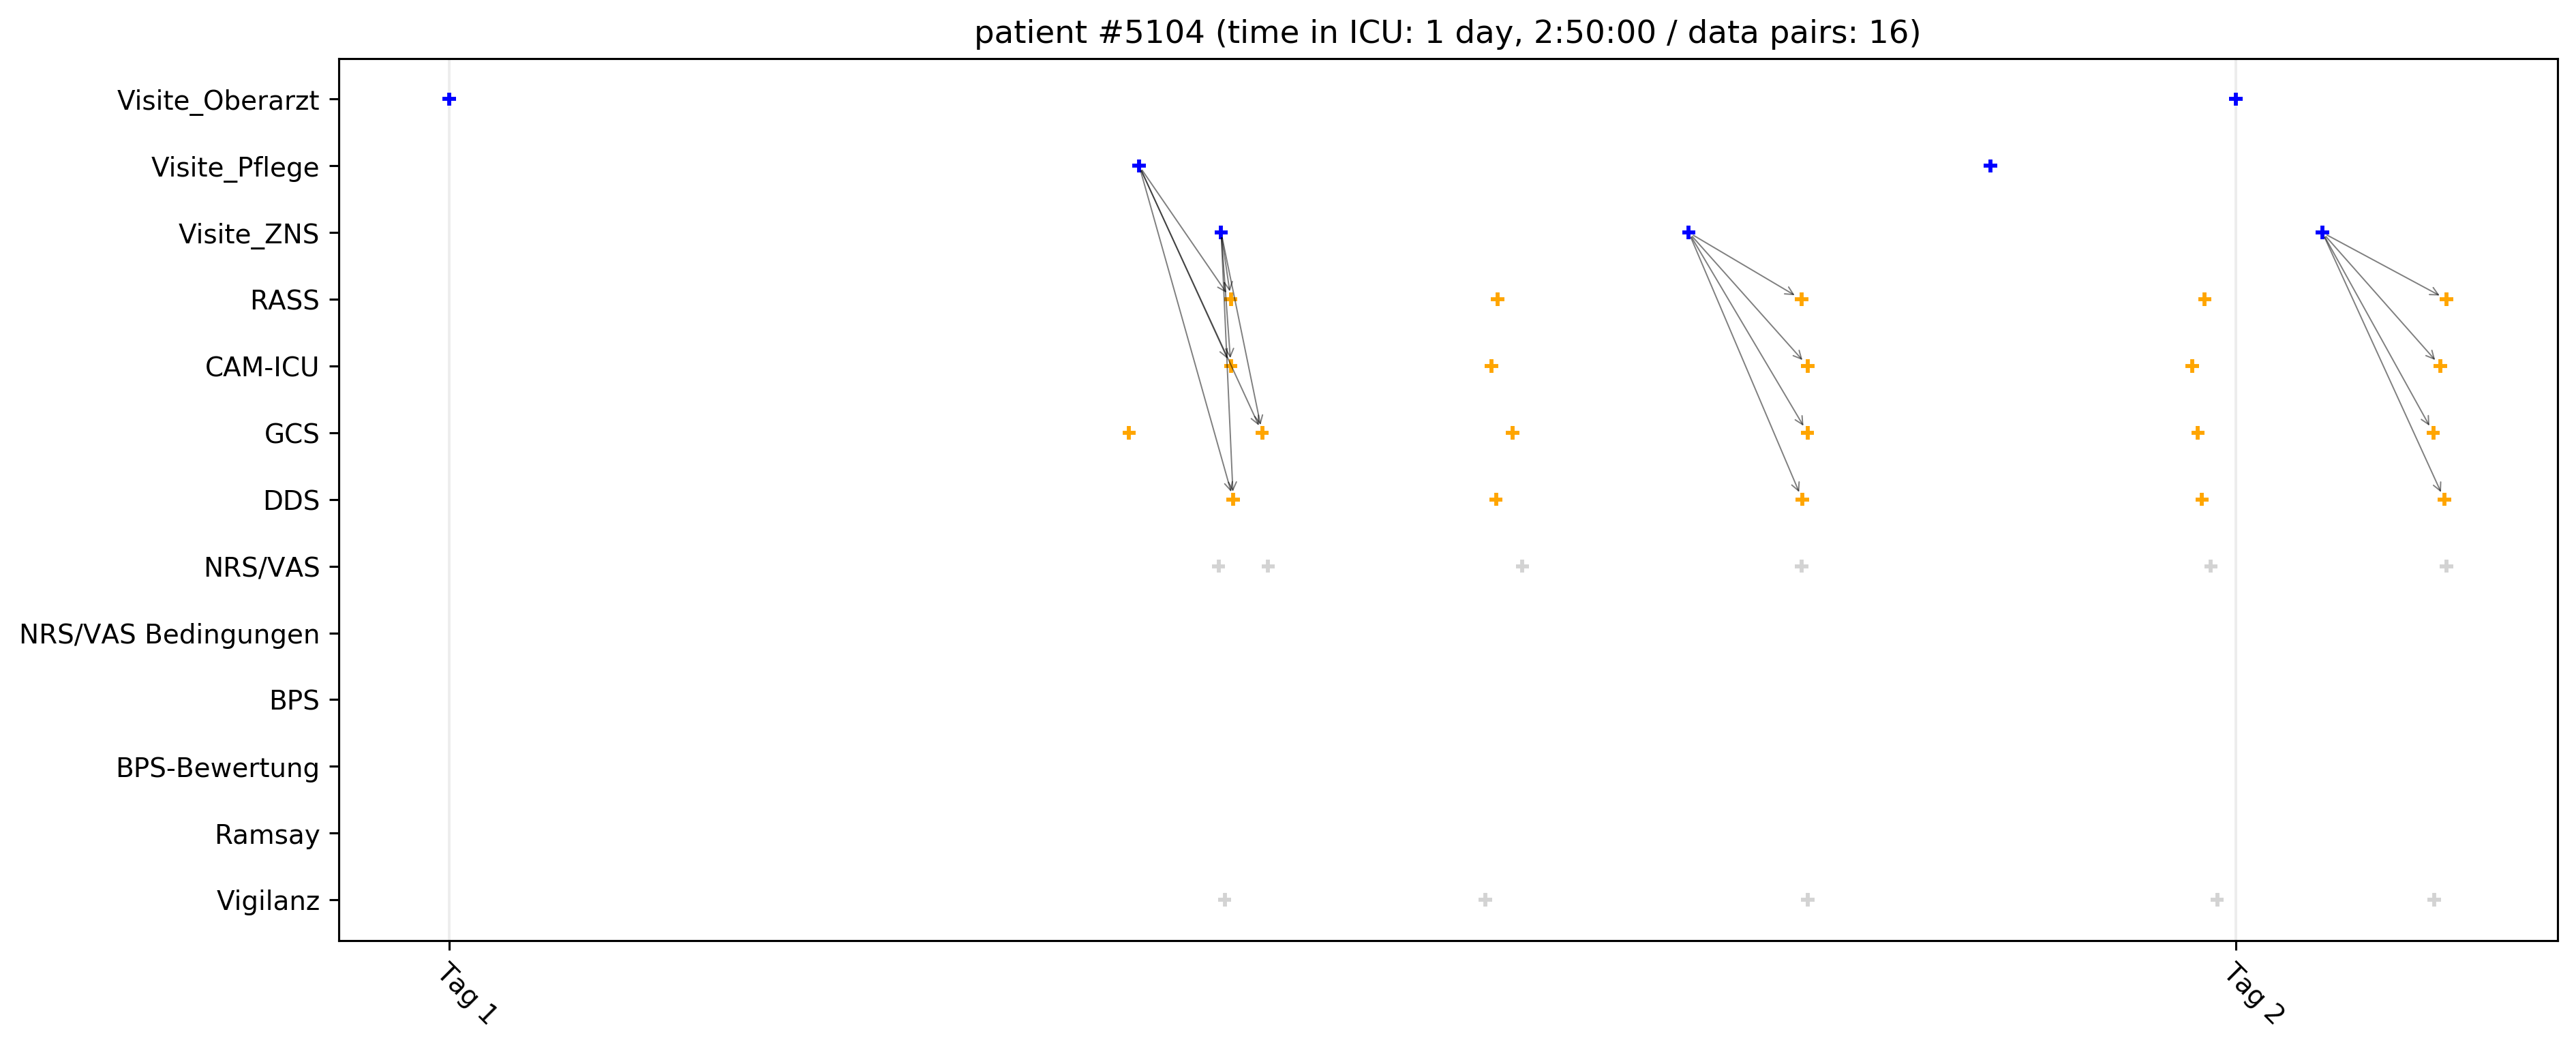 patient #5104 (time in ICU: 1 day, 2:50:00 / data pairs: 16)
Visite_Oberarzt
Visite_Pflege
Visite_ZNS
RASS
CAM-ICU
GCS
DDS
NRS/VAS
NRS/VAS Bedingungen
BPS
BPS-Bewertung
Ramsay
Vigilanz
Tag 1
Tag 2